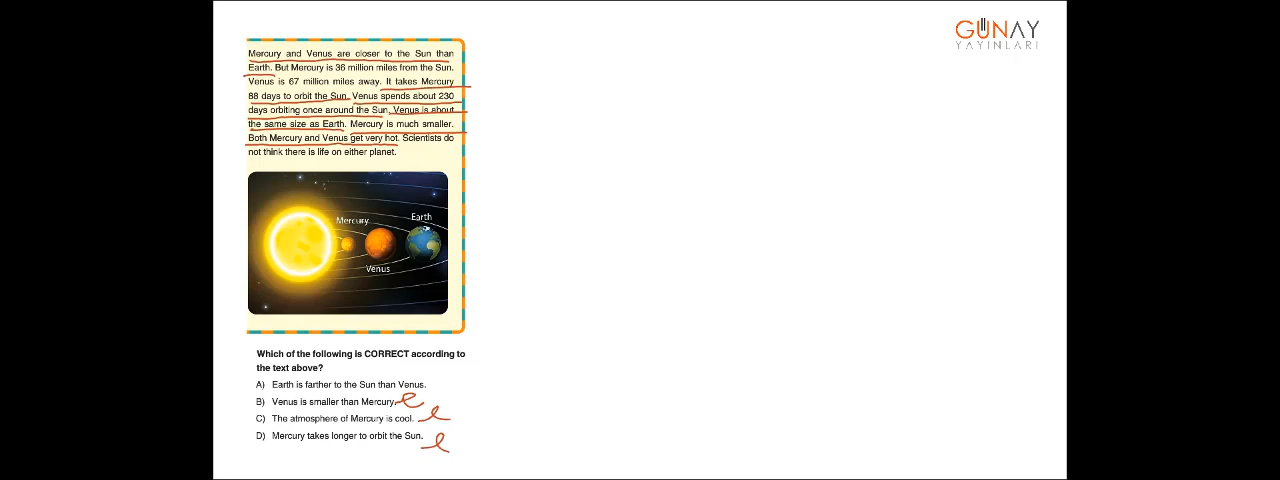 GÜNAY
YAYINLARI
Mercury and Venus are closer to the Sun than
Earth. But Mercury is 36 million miles from the Sun.
Venus is 67 million miles away. It takes Mercury
88 days to orbit the Sun. Venus spends about 230
days orbiting once around the Sun. Venus is about
the same size as Earth. Mercury is much smaller.
Both Mercury and Venus get very hot. Scientists do
not think there is life on either planet.
Mercury
Earth
Venus
Which of the following is CORRECT according to
the text above?
A) Earth is farther to the Sun than Venus.
B) Venus is smaller than Mercury.
C) The atmosphere of Mercury is cool.
D) Mercury takes longer to orbit the Sun.